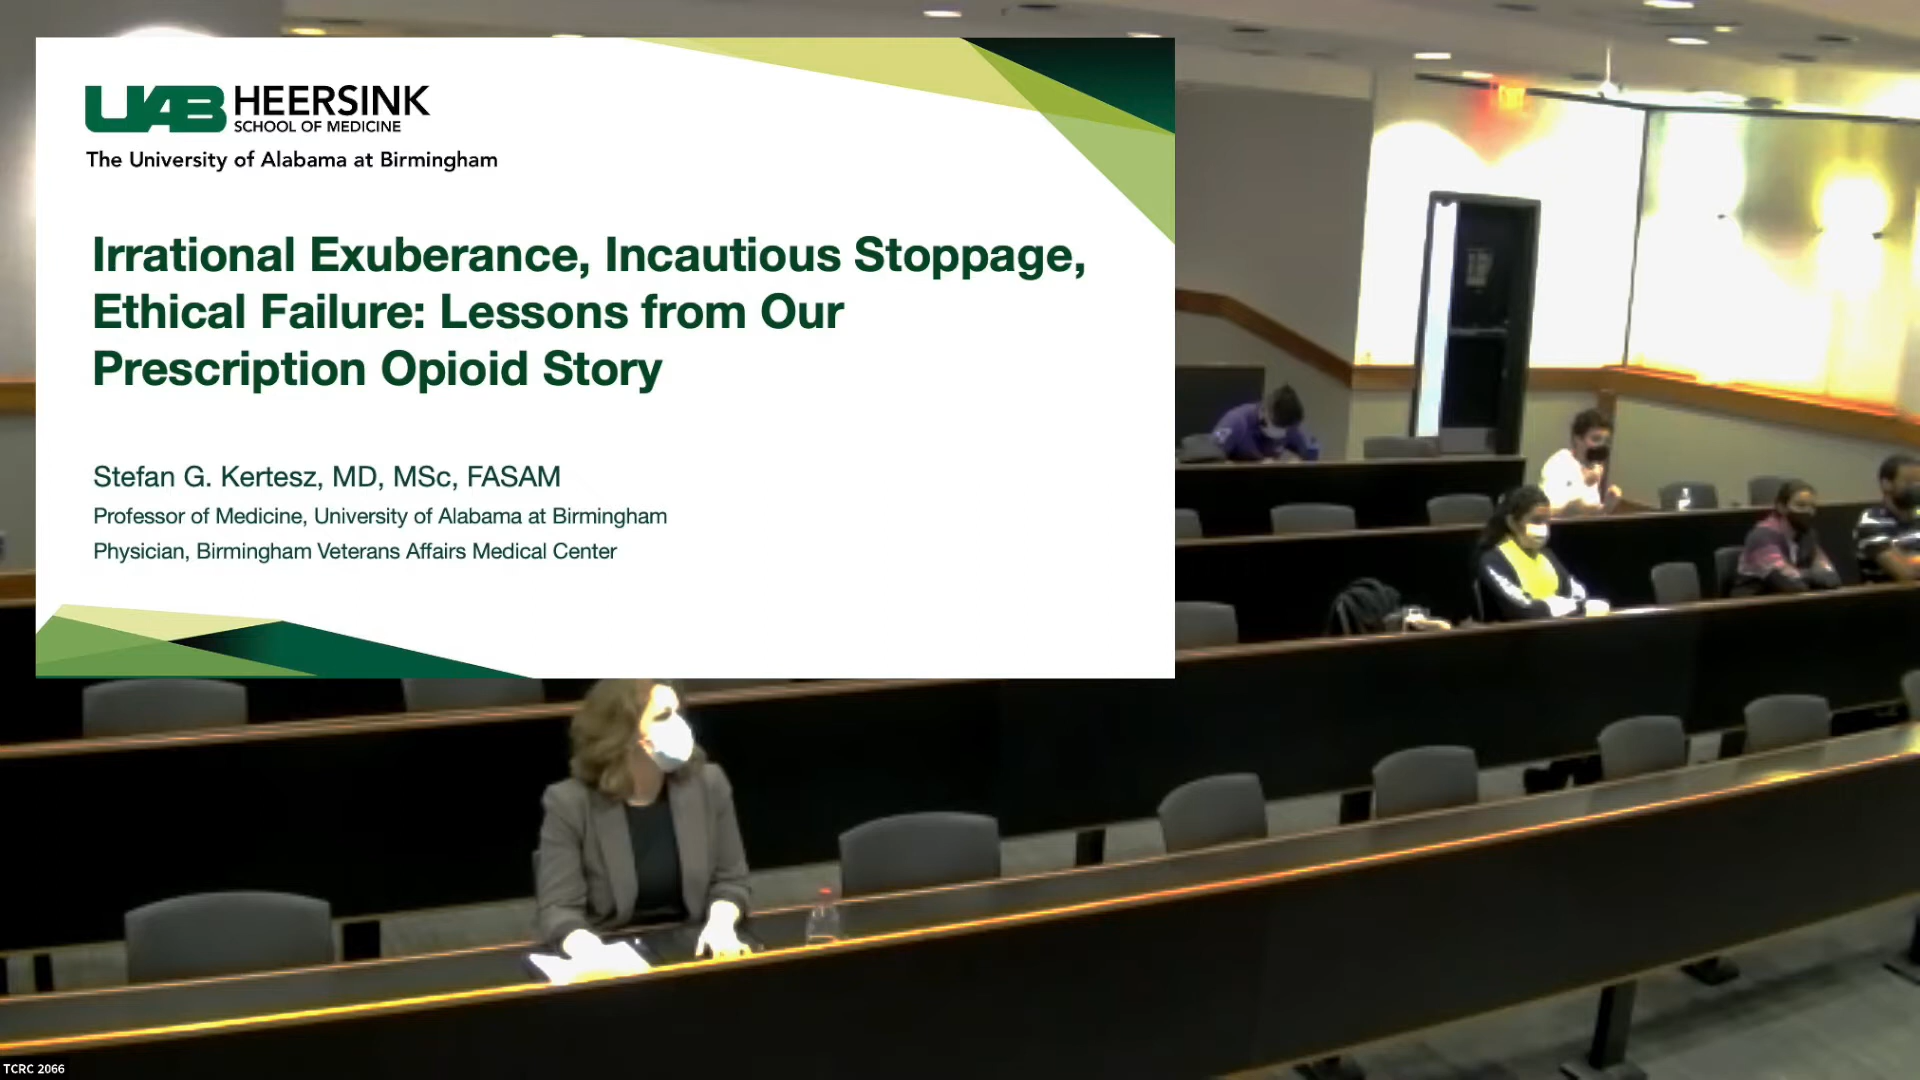 UAB HEERSINK
SCHOOL OF MEDICINE
The University of Alabama at Birmingham
Irrational Exuberance, Incautious Stoppage,
Ethical Failure: Lessons from Our
Prescription Opioid Story
Stefan G. Kertesz, MD, MSc, FASAM
Professor of Medicine, University of Alabama at Birmingham
Physician, Birmingham Veterans Affairs Medical Center
EXIT
TCRC 2066